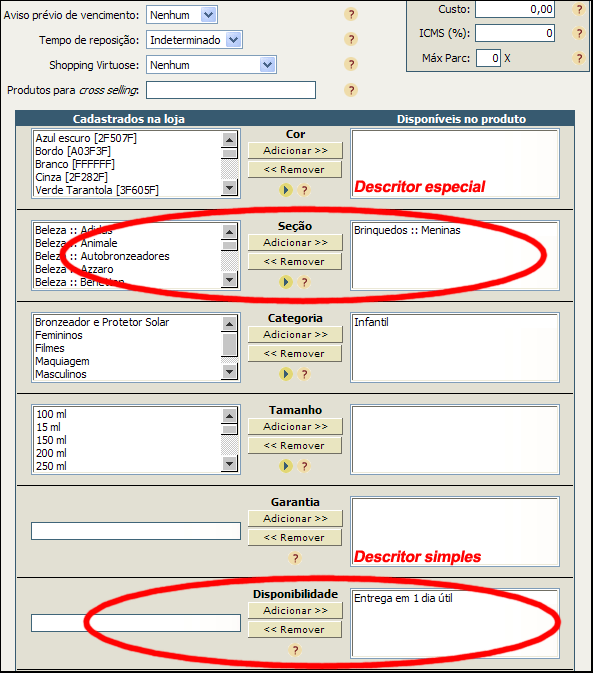 Aviso prévio de vencimento: Nenhum ?
Custo: 0,00 ?
Tempo de reposição: Indeterminado ?
ICMS (%): 0 ?
Shopping Virtuose: Nenhum ?
Máx Parc: 0 X ?
Produtos para cross selling: ?
Cadastrados na loja Disponíveis no produto
Azul escuro [2F507F]
Bordo [A03F3F]
Branco [FFFFFF]
Cinza [2F282F]
Verde Tarantola [3F605F]
Cor
Adicionar >>
<< Remover
?
Descritor especial
Beleza :: Adidas
Beleza :: Animale
Beleza :: Autobronzeadores
Beleza :: Azzaro
Beleza :: Benetton
Seção
Adicionar >>
<< Remover
?
Brinquedos :: Meninas
Bronzeador e Protetor Solar
Femininos
Filmes
Maquiagem
Masculinos
Categoria
Adicionar >>
<< Remover
?
Infantil
100 ml
15 ml
150 ml
200 ml
250 ml
Tamanho
Adicionar >>
<< Remover
?
Garantia
Adicionar >>
<< Remover
?
Descritor simples
Disponibilidade
Adicionar >>
<< Remover
?
Entrega em 1 dia útil